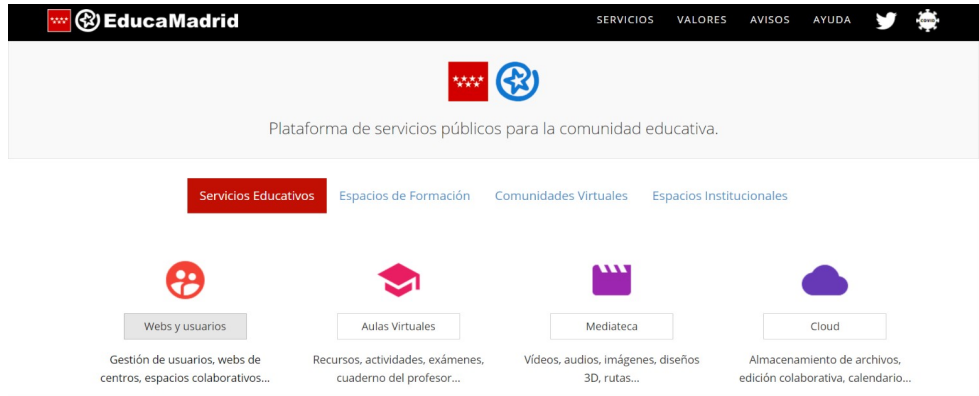 EducaMadrid
SERVICIOS VALORES AVISOS AYUDA COVID
Plataforma de servicios públicos para la comunidad educativa.
Servicios Educativos Espacios de Formación Comunidades Virtuales Espacios Institucionales
Webs y usuarios Aulas Virtuales Mediateca Cloud
Gestión de usuarios, webs de centros, espacios colaborativos...
Recursos, actividades, exámenes, cuaderno del profesor...
Vídeos, audios, imágenes, diseños 3D, rutas...
Almacenamiento de archivos, edición colaborativa, calendario...